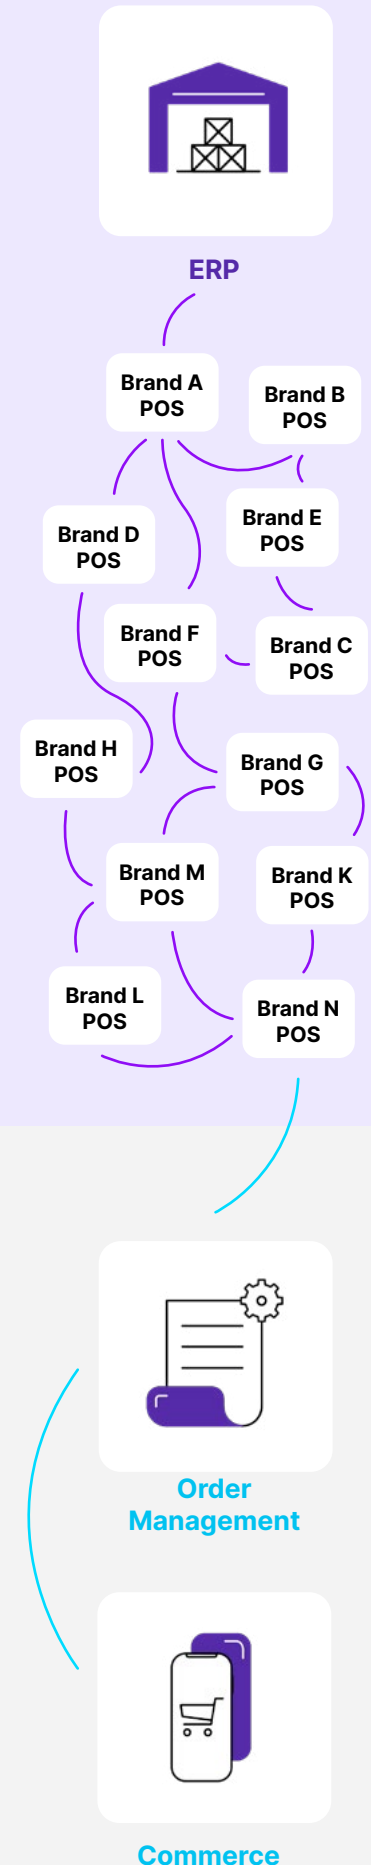 ERP
Brand A
POS
Brand B
POS
Brand D
POS
Brand E
POS
Brand F
POS
Brand C
POS
Brand H
POS
Brand G
POS
Brand M
POS
Brand K
POS
Brand L
POS
Brand N
POS
Order
Management
Commerce